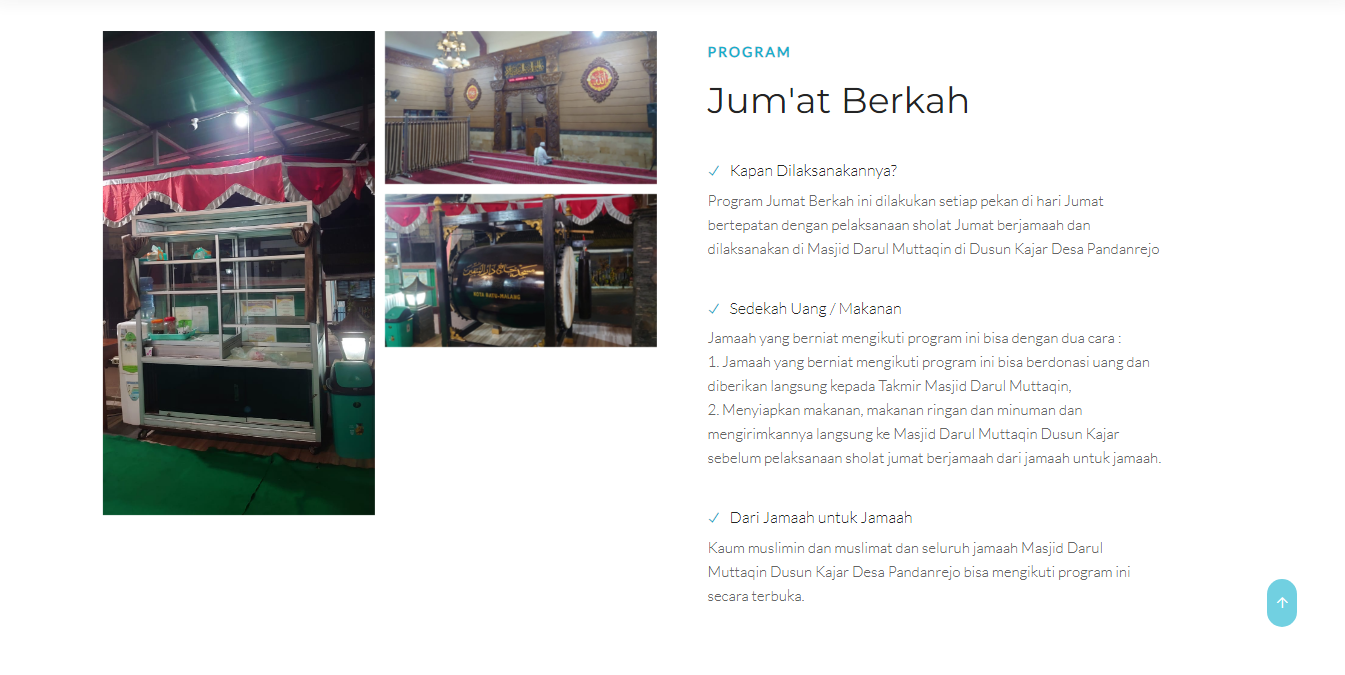 PROGRAM
Jum'at Berkah
Kapan Dilaksanakannya?
Program Jumat Berkah ini dilakukan setiap pekan di hari Jumat
bertepatan dengan pelaksanaan sholat Jumat berjamaah dan
dilaksanakan di Masjid Darul Muttaqin di Dusun Kajar Desa Pandanrejo
Sedekah Uang / Makanan
Jamaah yang berniat mengikuti program ini bisa dengan dua cara :
1. Jamaah yang berniat mengikuti program ini bisa berdonasi uang dan
diberikan langsung kepada Takmir Masjid Darul Muttaqin,
2. Menyiapkan makanan, makanan ringan dan minuman dan
mengirimkannya langsung ke Masjid Darul Muttaqin Dusun Kajar
sebelum pelaksanaan sholat jumat berjamaah dari jamaah untuk jamaah.
Dari Jamaah untuk Jamaah
Kaum muslimin dan muslimat dan seluruh jamaah Masjid Darul
Muttaqin Dusun Kajar Desa Pandanrejo bisa mengikuti program ini
secara terbuka.
KOTA BATU-MALANG